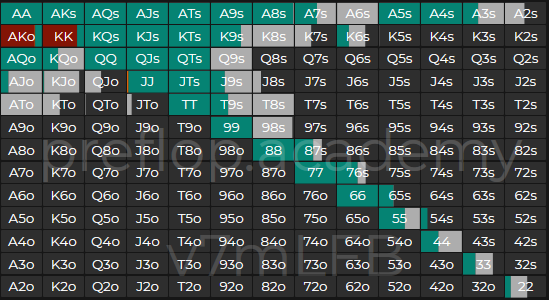 AA AKs AQs AJs ATs A9s A8s A7s A6s A5s A4s A3s A2s
AKo KK KQs KJs KTs K9s K8s K7s K6s K5s K4s K3s K2s
AQo KQo QQ QJs QTs Q9s Q8s Q7s Q6s Q5s Q4s Q3s Q2s
AJo KJo QJo JJ JTs J9s J8s J7s J6s J5s J4s J3s J2s
ATo KTo QTo JTo TT T9s T8s T7s T6s T5s T4s T3s T2s
A9o K9o Q9o J9o T9o 99 98s 97s 96s 95s 94s 93s 92s
A8o K8o Q8o J8o T8o 98o 88 87s 86s 85s 84s 83s 82s
preflop.academy
A7o K7o Q7o J7o T7o 97o 87o 77 76s 75s 74s 73s 72s
A6o K6o Q6o J6o T6o 96o 86o 76o 66 65s 64s 63s 62s
A5o K5o Q5o J5o T5o 95o 85o 75o 65o 55 54s 53s 52s
A4o K4o Q4o J4o T4o 94o 84o 74o 64o 54o 44 43s 42s
v7mLFB
A3o K3o Q3o J3o T3o 93o 83o 73o 63o 53o 43o 33 32s
A2o K2o Q2o J2o T2o 92o 82o 72o 62o 52o 42o 32o 22